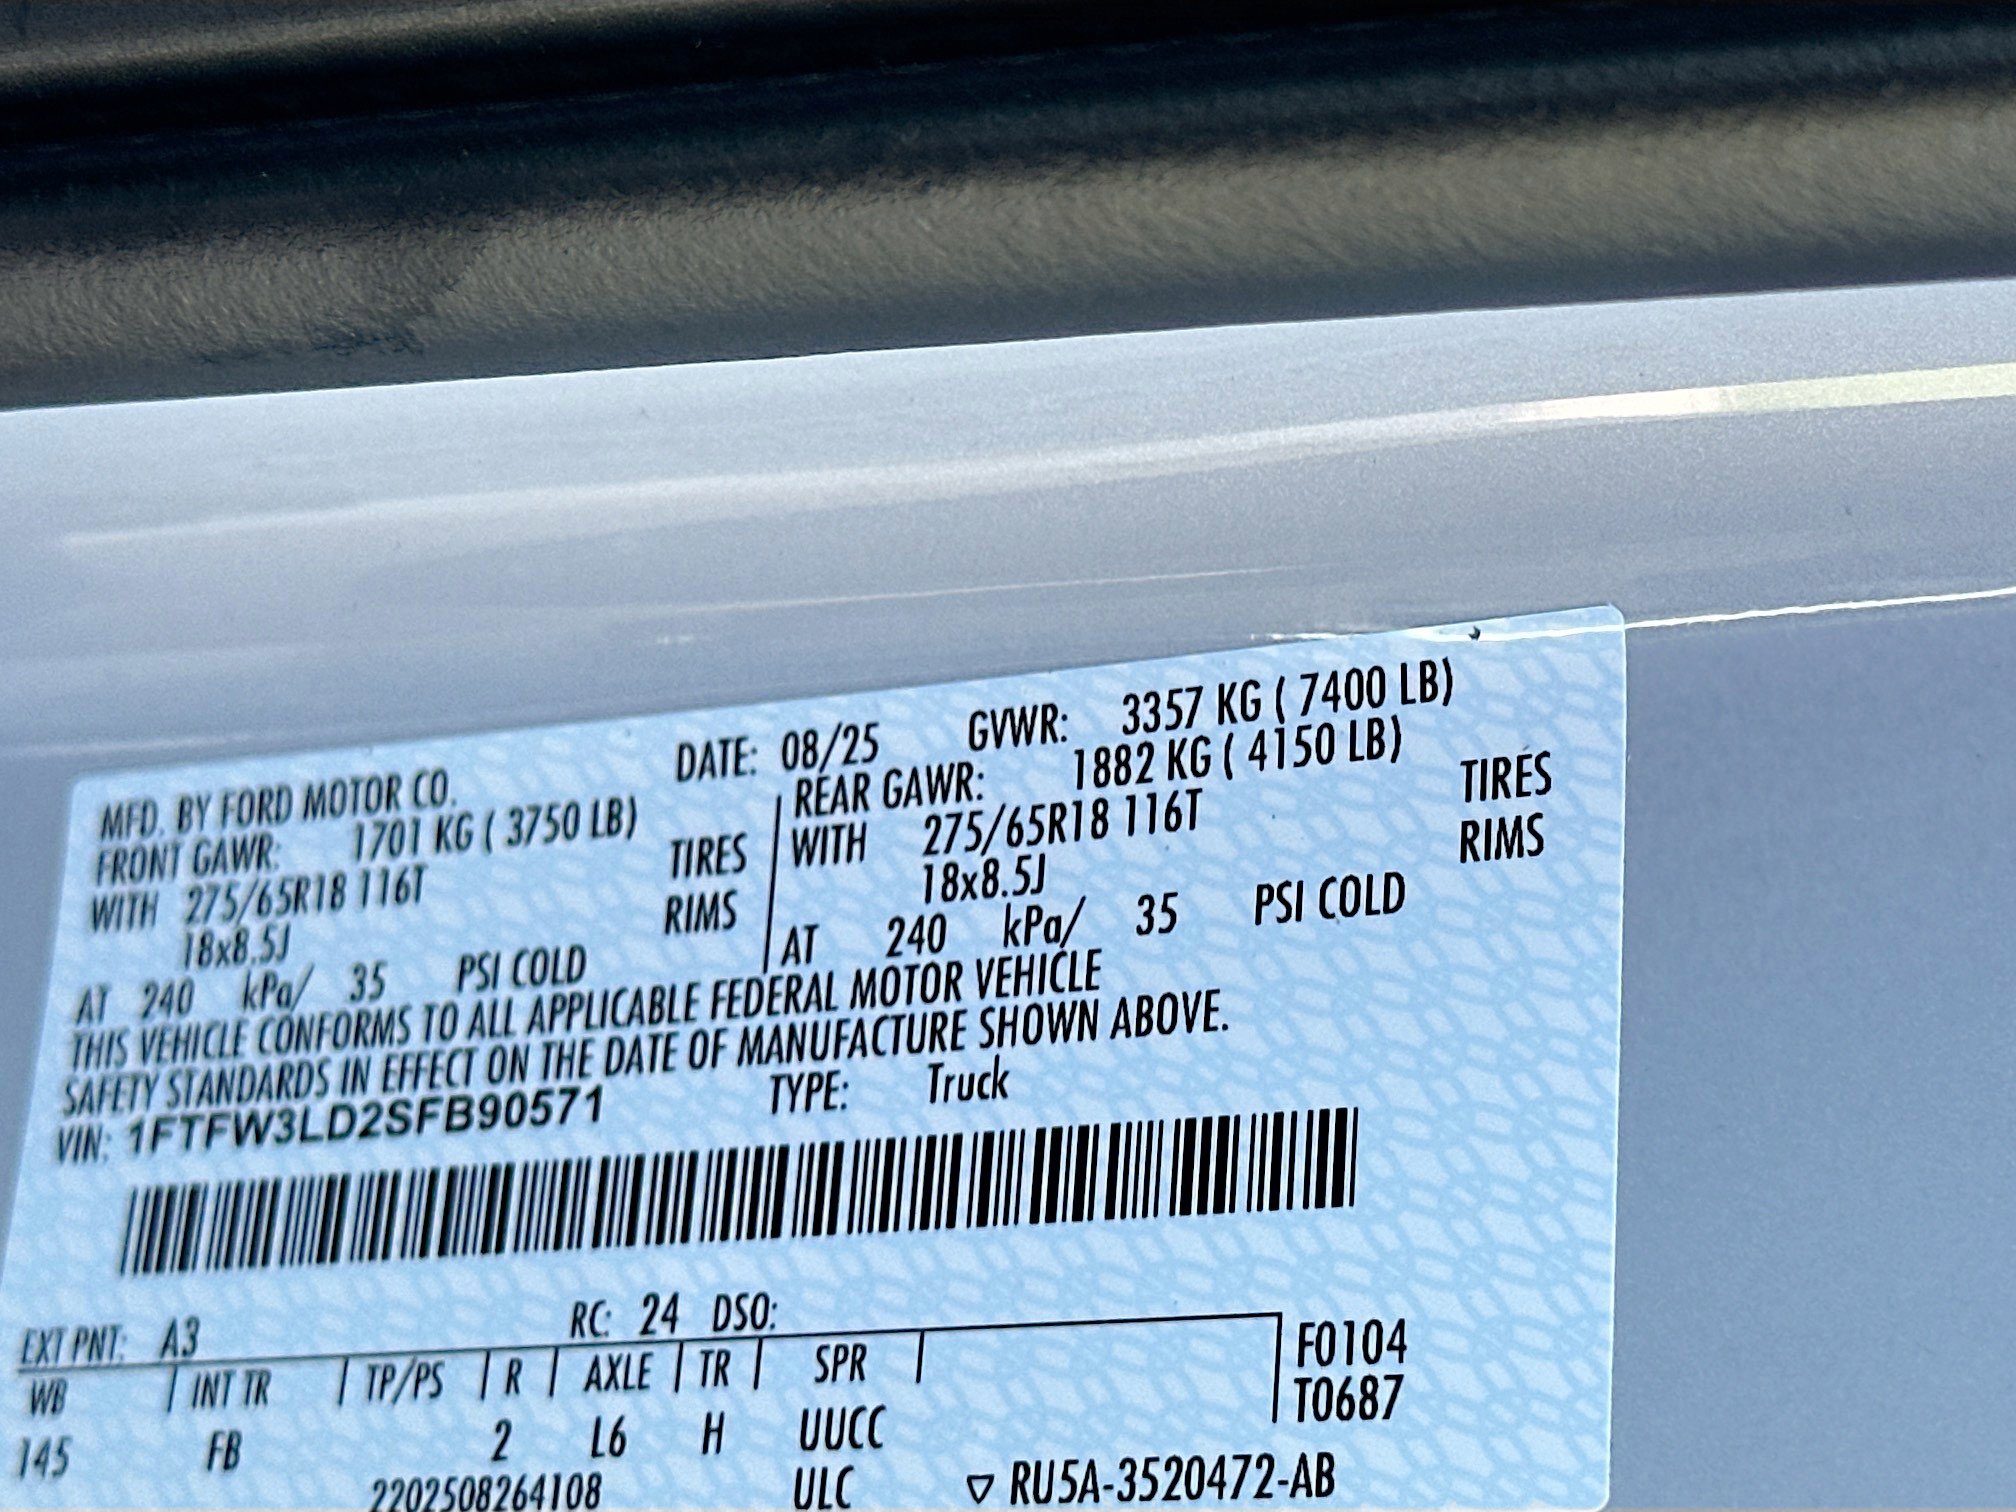 MFD. BY FORD MOTOR CO. DATE: 08/25 GVWR: 3357 KG ( 7400 LB)
FRONT GAWR: 1701 KG ( 3750 LB) REAR GAWR: 1882 KG ( 4150 LB)
WITH 275/65R18 116T TIRES WITH 275/65R18 116T TIRES
18x8.5J RIMS 18x8.5J RIMS
AT 240 kPa/ 35 PSI COLD AT 240 kPa/ 35 PSI COLD
THIS VEHICLE CONFORMS TO ALL APPLICABLE FEDERAL MOTOR VEHICLE
SAFETY STANDARDS IN EFFECT ON THE DATE OF MANUFACTURE SHOWN ABOVE.
VIN: 1FTFW3LD2SFB90571 TYPE: Truck
EXT PNT: A3 RC: 24 DSO:
WB INT TR TP/PS R AXLE TR SPR F0104
T0687
145 FB 2 L6 H UUCC
2202508264108 ULC ▽ RU5A-3520472-AB